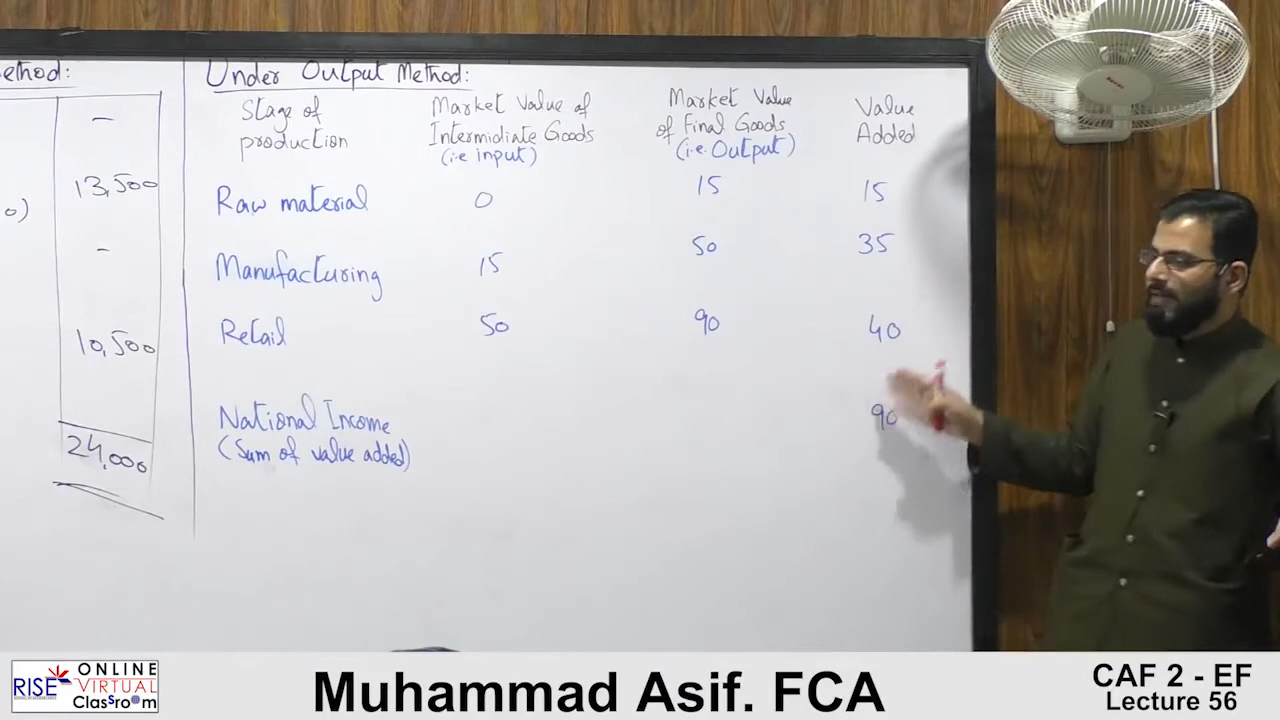 ethod:
–
13,500
o)
–
10,500
24,000
Under Output Method:
Stage of production
Market Value of Intermidiate Goods (i.e input)
Market Value of Final Goods (i.e. Output)
Value Added
Raw material 0 15 15
Manufacturing 15 50 35
Retail 50 90 40
National Income 90
(Sum of value added)
RISE
ONLINE
VIRTUAL
ClasSroom
Muhammad Asif. FCA
CAF 2 - EF
Lecture 56